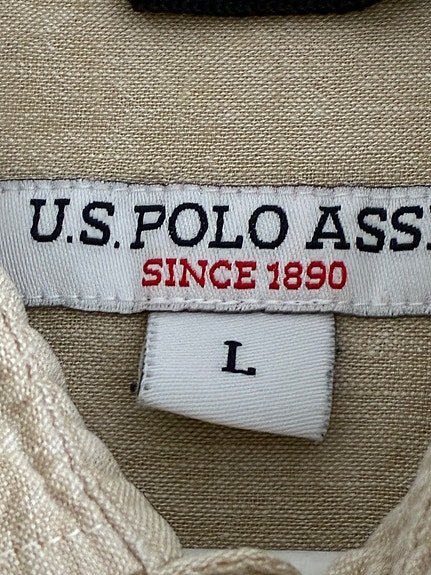 U.S. POLO ASS
SINCE 1890
L